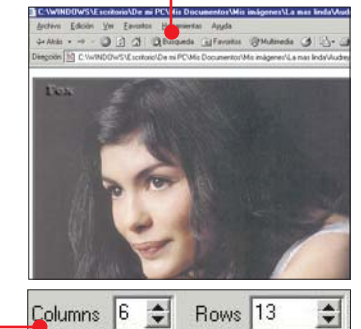 C:\WINDOWS\Escritorio\De mi PC\Mis Documentos\Mis imágenes\La mas linda\Audrey
Archivo Edición Ver Favoritos Herramientas Ayuda
Atrás Búsqueda Favoritos Multimedia
Dirección C:\WINDOWS\Escritorio\De mi PC\Mis Documentos\Mis imágenes\La mas linda\Audrey
Fox
Columns 6 Rows 13